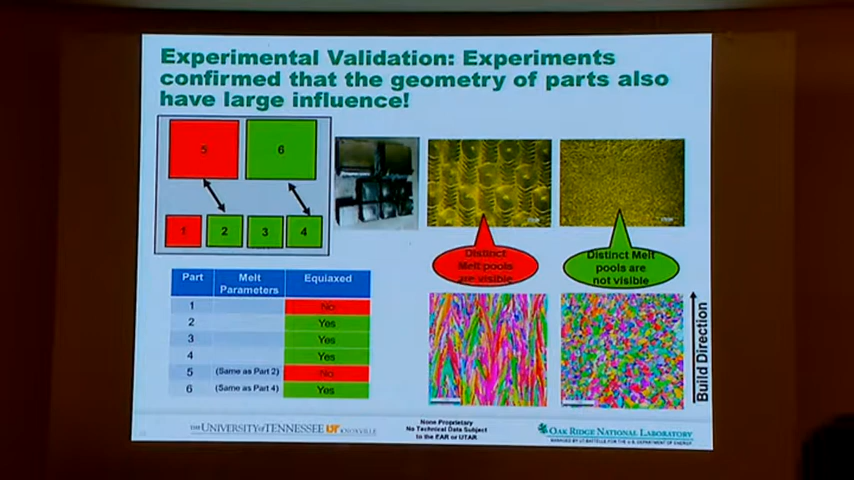 Experimental Validation: Experiments
confirmed that the geometry of parts also
have large influence!
5
6
1
2
3
4
Distinct
Melt pools
are visible
Distinct Melt
pools are
not visible
Part Melt Parameters Equiaxed
1 No
2 Yes
3 Yes
4 Yes
5 (Same as Part 2) No
6 (Same as Part 4) Yes
Build Direction
THE UNIVERSITY of TENNESSEE UT KNOXVILLE
None Proprietary
No Technical Data Subject
to the EAR or UTAR
OAK RIDGE NATIONAL LABORATORY
MANAGED BY UT-BATTELLE FOR THE U.S. DEPARTMENT OF ENERGY